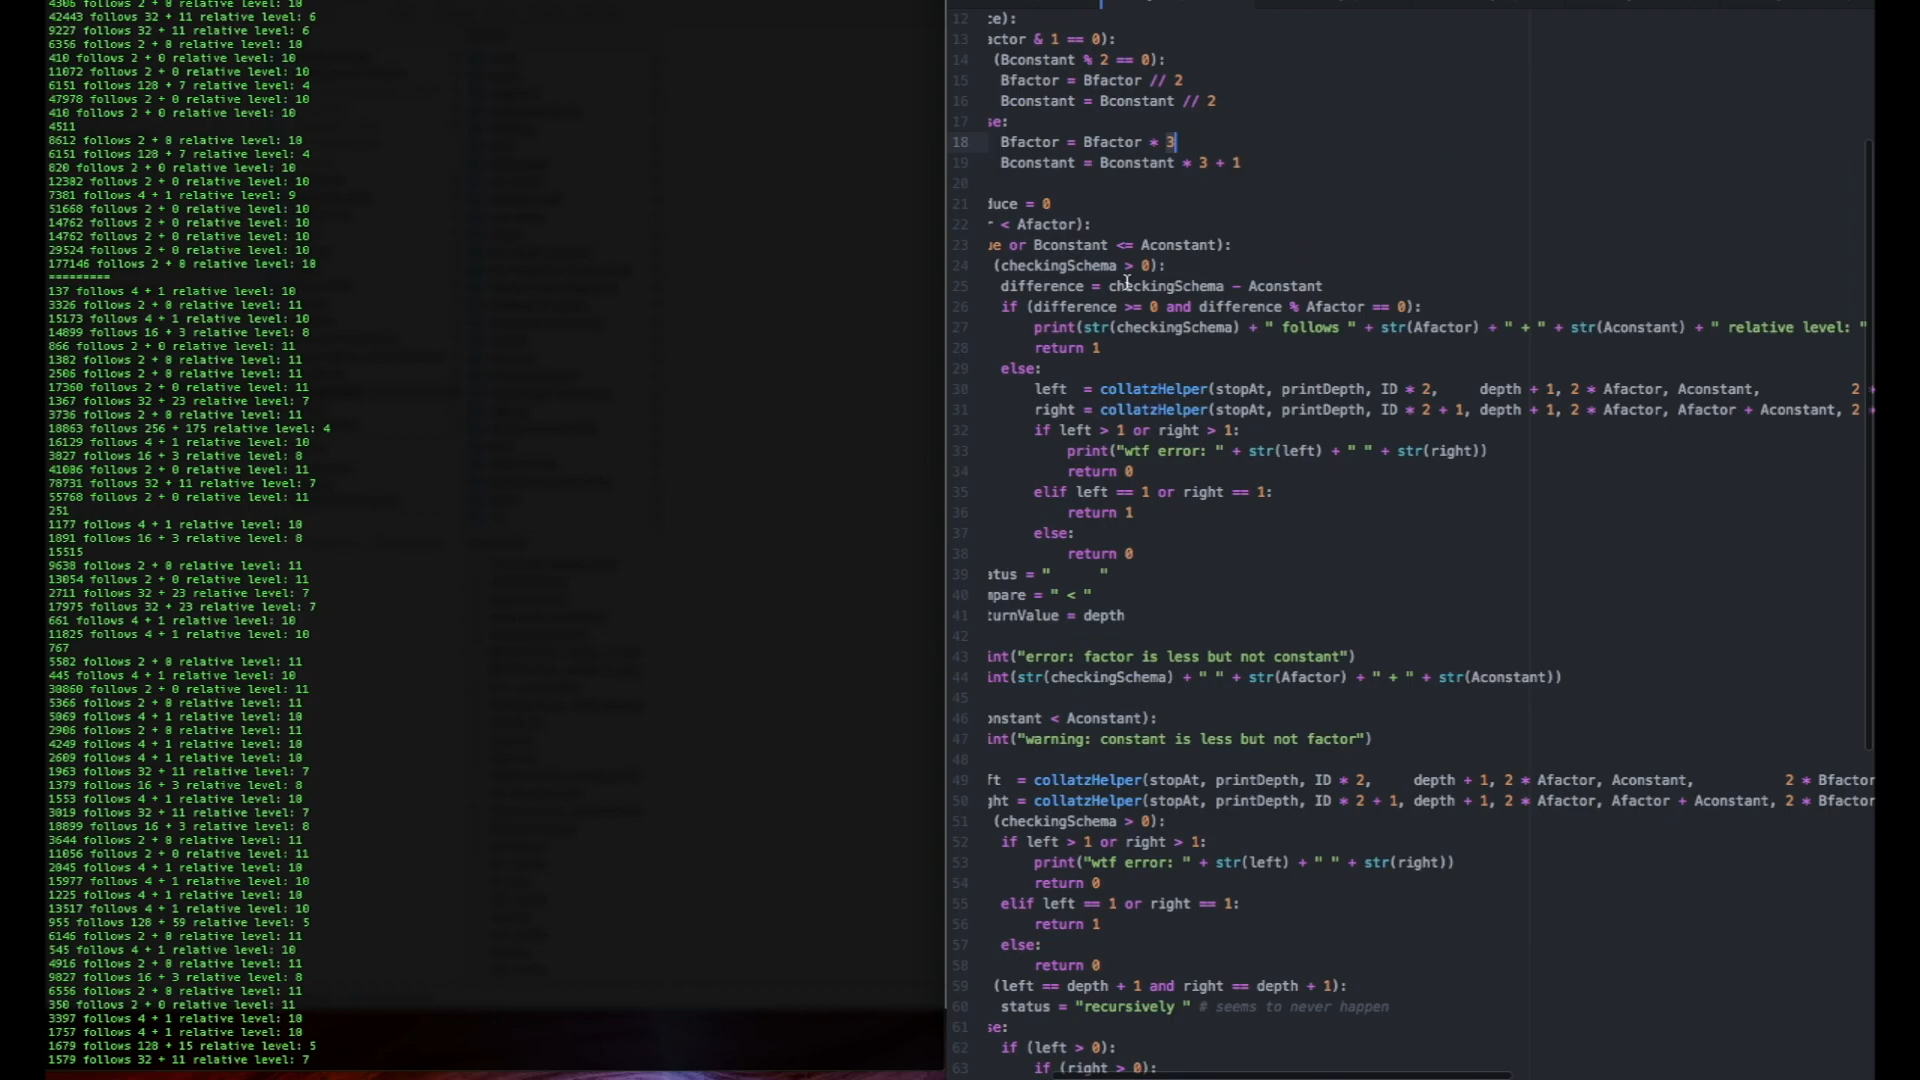 4306 follows 2 + 0 relative level: 10
42443 follows 32 + 11 relative level: 6
9227 follows 32 + 11 relative level: 6
6356 follows 2 + 0 relative level: 10
410 follows 2 + 0 relative level: 10
11072 follows 2 + 0 relative level: 10
6151 follows 128 + 7 relative level: 4
47978 follows 2 + 0 relative level: 10
410 follows 2 + 0 relative level: 10
4511
8612 follows 2 + 0 relative level: 10
6151 follows 128 + 7 relative level: 4
820 follows 2 + 0 relative level: 10
12302 follows 2 + 0 relative level: 10
7381 follows 4 + 1 relative level: 9
51668 follows 2 + 0 relative level: 10
14762 follows 2 + 0 relative level: 10
14762 follows 2 + 0 relative level: 10
29524 follows 2 + 0 relative level: 10
177146 follows 2 + 0 relative level: 10
=========
137 follows 4 + 1 relative level: 10
3326 follows 2 + 0 relative level: 11
15173 follows 4 + 1 relative level: 10
14899 follows 16 + 3 relative level: 8
866 follows 2 + 0 relative level: 11
1382 follows 2 + 0 relative level: 11
2506 follows 2 + 0 relative level: 11
17360 follows 2 + 0 relative level: 11
1367 follows 32 + 23 relative level: 7
3736 follows 2 + 0 relative level: 11
18863 follows 256 + 175 relative level: 4
16129 follows 4 + 1 relative level: 10
3827 follows 16 + 3 relative level: 8
41006 follows 2 + 0 relative level: 11
78731 follows 32 + 11 relative level: 7
55768 follows 2 + 0 relative level: 11
251
1177 follows 4 + 1 relative level: 10
1891 follows 16 + 3 relative level: 8
15515
9638 follows 2 + 0 relative level: 11
13054 follows 2 + 0 relative level: 11
2711 follows 32 + 23 relative level: 7
17975 follows 32 + 23 relative level: 7
661 follows 4 + 1 relative level: 10
11825 follows 4 + 1 relative level: 10
767
5582 follows 2 + 0 relative level: 11
445 follows 4 + 1 relative level: 10
30860 follows 2 + 0 relative level: 11
5366 follows 2 + 0 relative level: 11
5069 follows 4 + 1 relative level: 10
2906 follows 2 + 0 relative level: 11
4249 follows 4 + 1 relative level: 10
2609 follows 4 + 1 relative level: 10
1963 follows 32 + 11 relative level: 7
1379 follows 16 + 3 relative level: 8
1553 follows 4 + 1 relative level: 10
3019 follows 32 + 11 relative level: 7
18899 follows 16 + 3 relative level: 8
3644 follows 2 + 0 relative level: 11
11056 follows 2 + 0 relative level: 11
2045 follows 4 + 1 relative level: 10
15977 follows 4 + 1 relative level: 10
1225 follows 4 + 1 relative level: 10
13517 follows 4 + 1 relative level: 10
955 follows 128 + 59 relative level: 5
6146 follows 2 + 0 relative level: 11
545 follows 4 + 1 relative level: 10
4916 follows 2 + 0 relative level: 11
9827 follows 16 + 3 relative level: 8
6556 follows 2 + 0 relative level: 11
350 follows 2 + 0 relative level: 11
3397 follows 4 + 1 relative level: 10
1757 follows 4 + 1 relative level: 10
1679 follows 128 + 15 relative level: 5
1579 follows 32 + 11 relative level: 7
12 ce):
13 actor & 1 == 0):
14 (Bconstant % 2 == 0):
15 Bfactor = Bfactor // 2
16 Bconstant = Bconstant // 2
17 se:
18 Bfactor = Bfactor * 3
19 Bconstant = Bconstant * 3 + 1
20
21 duce = 0
22 r < Afactor):
23 ue or Bconstant <= Aconstant):
24 (checkingSchema > 0):
25 difference = checkingSchema - Aconstant
26 if (difference >= 0 and difference % Afactor == 0):
27 print(str(checkingSchema) + " follows " + str(Afactor) + " + " + str(Aconstant) + " relative level: "
28 return 1
29 else:
30 left  = collatzHelper(stopAt, printDepth, ID * 2,     depth + 1, 2 * Afactor, Aconstant,           2 *
31 right = collatzHelper(stopAt, printDepth, ID * 2 + 1, depth + 1, 2 * Afactor, Afactor + Aconstant, 2 *
32 if left > 1 or right > 1:
33 print("wtf error: " + str(left) + " " + str(right))
34 return 0
35 elif left == 1 or right == 1:
36 return 1
37 else:
38 return 0
39 atus = "      "
40 mpare = " < "
41 turnValue = depth
42
43 int("error: factor is less but not constant")
44 int(str(checkingSchema) + " " + str(Afactor) + " + " + str(Aconstant))
45
46 onstant < Aconstant):
47 int("warning: constant is less but not factor")
48
49 ft  = collatzHelper(stopAt, printDepth, ID * 2,     depth + 1, 2 * Afactor, Aconstant,           2 * Bfactor
50 ght = collatzHelper(stopAt, printDepth, ID * 2 + 1, depth + 1, 2 * Afactor, Afactor + Aconstant, 2 * Bfactor
51 (checkingSchema > 0):
52 if left > 1 or right > 1:
53 print("wtf error: " + str(left) + " " + str(right))
54 return 0
55 elif left == 1 or right == 1:
56 return 1
57 else:
58 return 0
59 (left == depth + 1 and right == depth + 1):
60 status = "recursively " # seems to never happen
61 se:
62 if (left > 0):
63 if (right > 0):